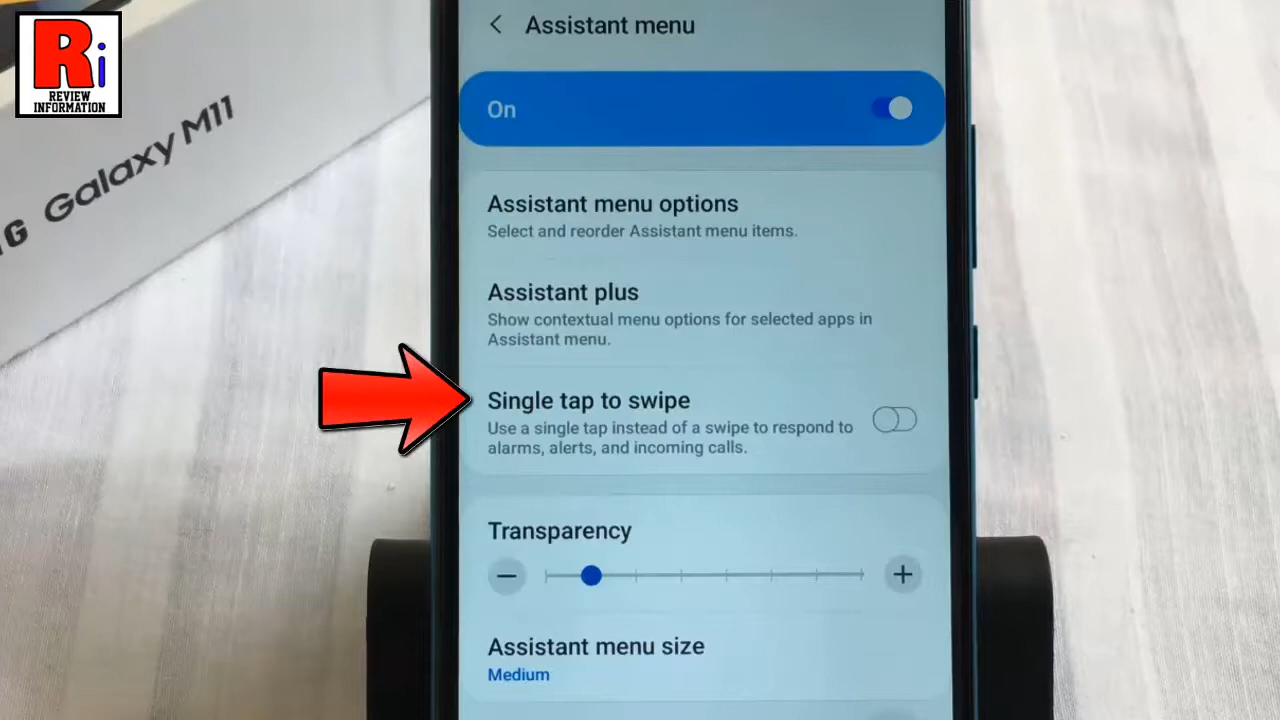 Ri
REVIEW
INFORMATION
G Galaxy M11
Assistant menu
On
Assistant menu options
Select and reorder Assistant menu items.
Assistant plus
Show contextual menu options for selected apps in
Assistant menu.
Single tap to swipe
Use a single tap instead of a swipe to respond to
alarms, alerts, and incoming calls.
Transparency
Assistant menu size
Medium